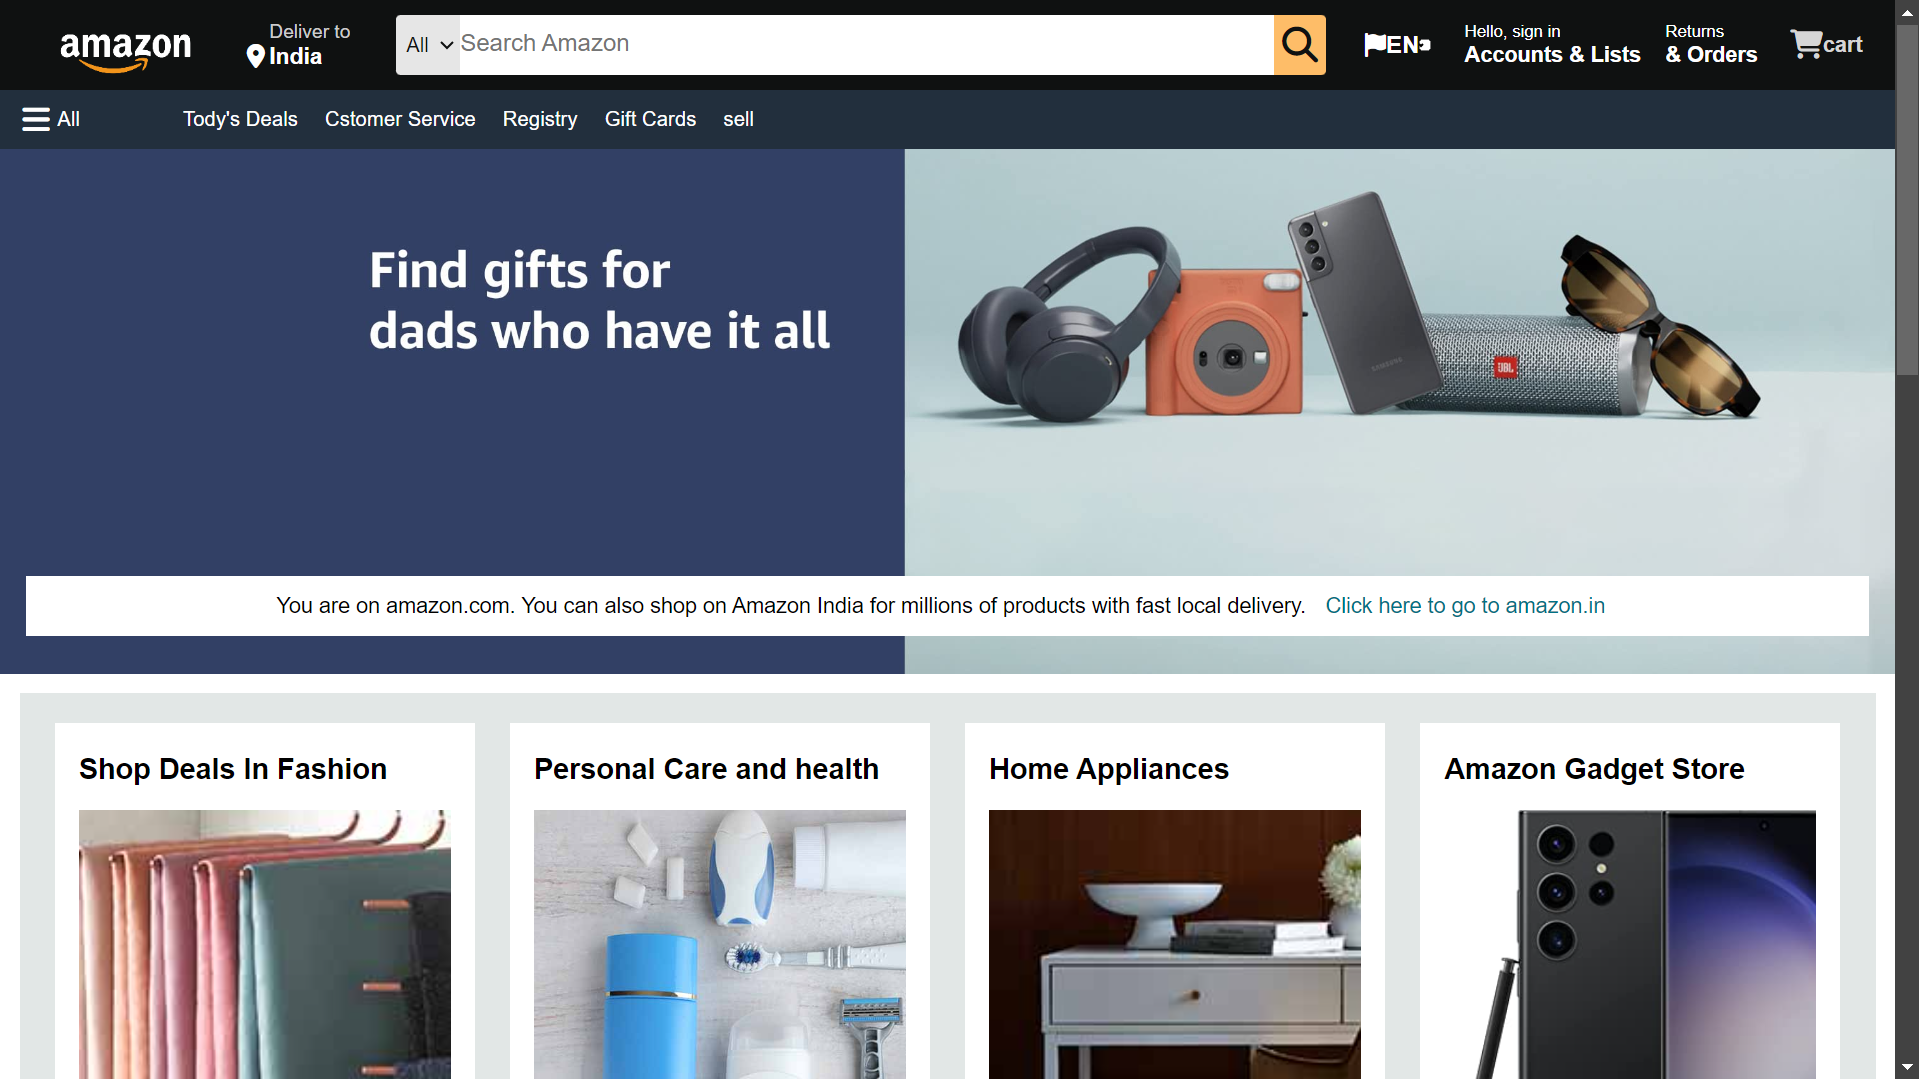 amazon
Deliver to
India
All
Search Amazon
EN
Hello, sign in
Accounts & Lists
Returns
& Orders
cart
All
Tody's Deals
Cstomer Service
Registry
Gift Cards
sell
Find gifts for
dads who have it all
SAMSUNG
JBL
You are on amazon.com. You can also shop on Amazon India for millions of products with fast local delivery. Click here to go to amazon.in
Shop Deals In Fashion
Personal Care and health
Home Appliances
Amazon Gadget Store